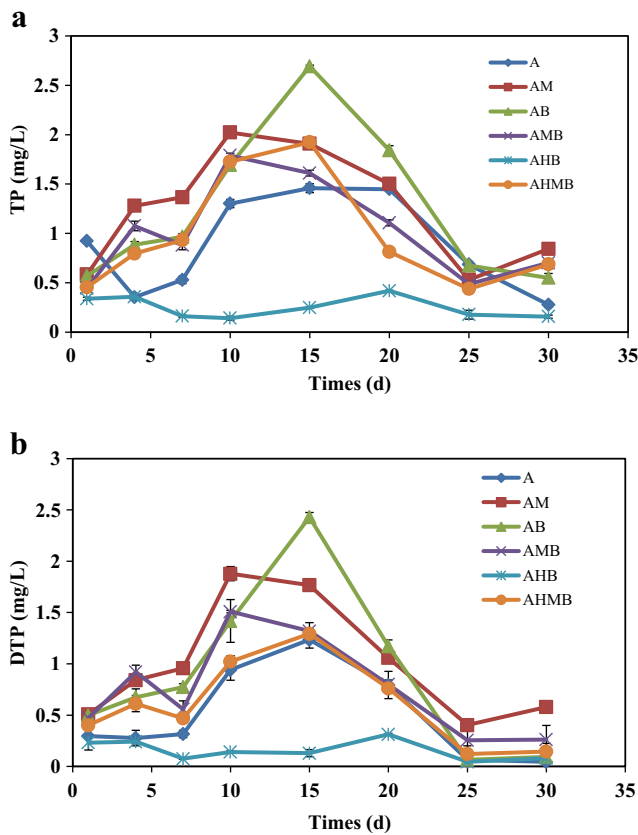 a
3
2.5
2
1.5
1
0.5
0
TP (mg/L)
A
AM
AB
AMB
AHB
AHMB
0 5 10 15 20 25 30 35
Times (d)
b
3
2.5
2
1.5
1
0.5
0
DTP (mg/L)
A
AM
AB
AMB
AHB
AHMB
0 5 10 15 20 25 30 35
Times (d)